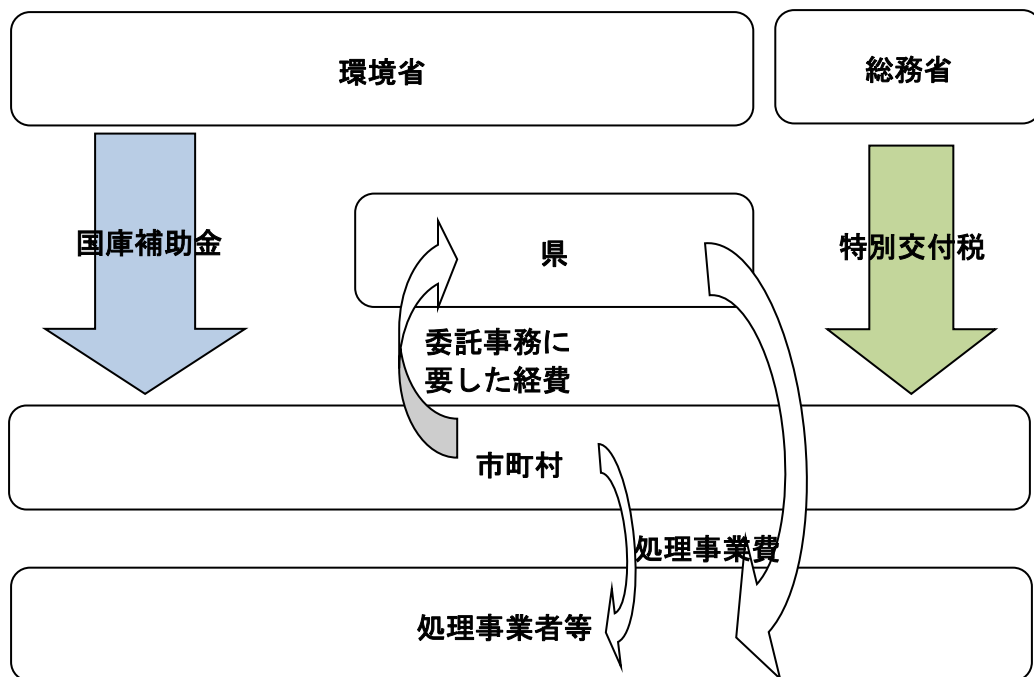 環境省
総務省
国庫補助金
県
特別交付税
委託事務に
要した経費
市町村
処理事業費
処理事業者等